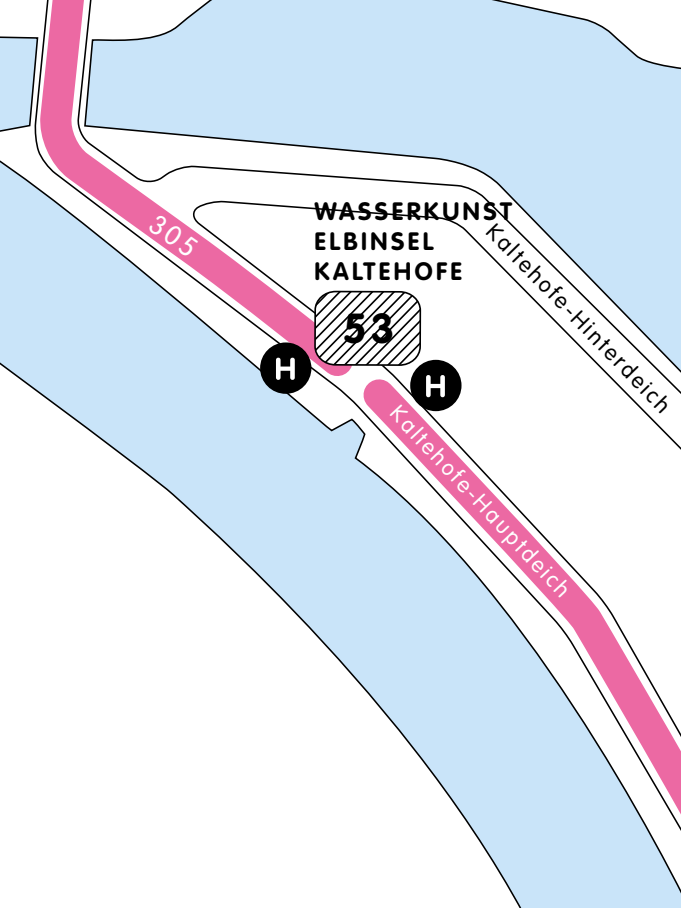 305
WASSERKUNST
ELBINSEL
KALTEHOFE
53
H
H
Kaltehofe-Hinterdeich
Kaltehofe-Hauptdeich